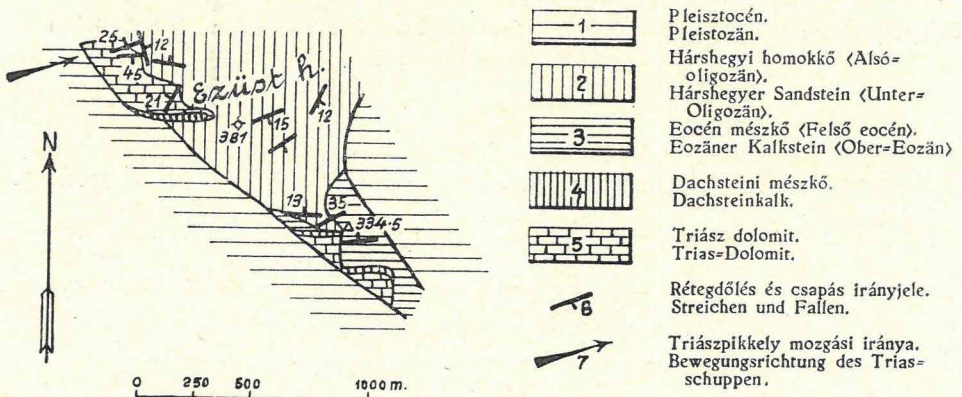 25
12
45
21
Ezüst h.
381
15
12
13
35
334·5
N
0 250 500 1000 m.
1
Pleisztocén.
Pleistozän.
2
Hárshegyi homokkő <Alsó=
oligozän>.
Hárshegyer Sandstein <Unter=
Oligozän>.
3
Eocén mészkő <Felső eocén>.
Eozäner Kalkstein <Ober=Eozän>
4
Dachsteini mészkő.
Dachsteinkalk.
5
Triász dolomit.
Trias=Dolomit.
6
Rétegdőlés és csapás irányjele.
Streichen und Fallen.
7
Triászpikkely mozgási iránya.
Bewegungsrichtung des Trias=
schuppen.